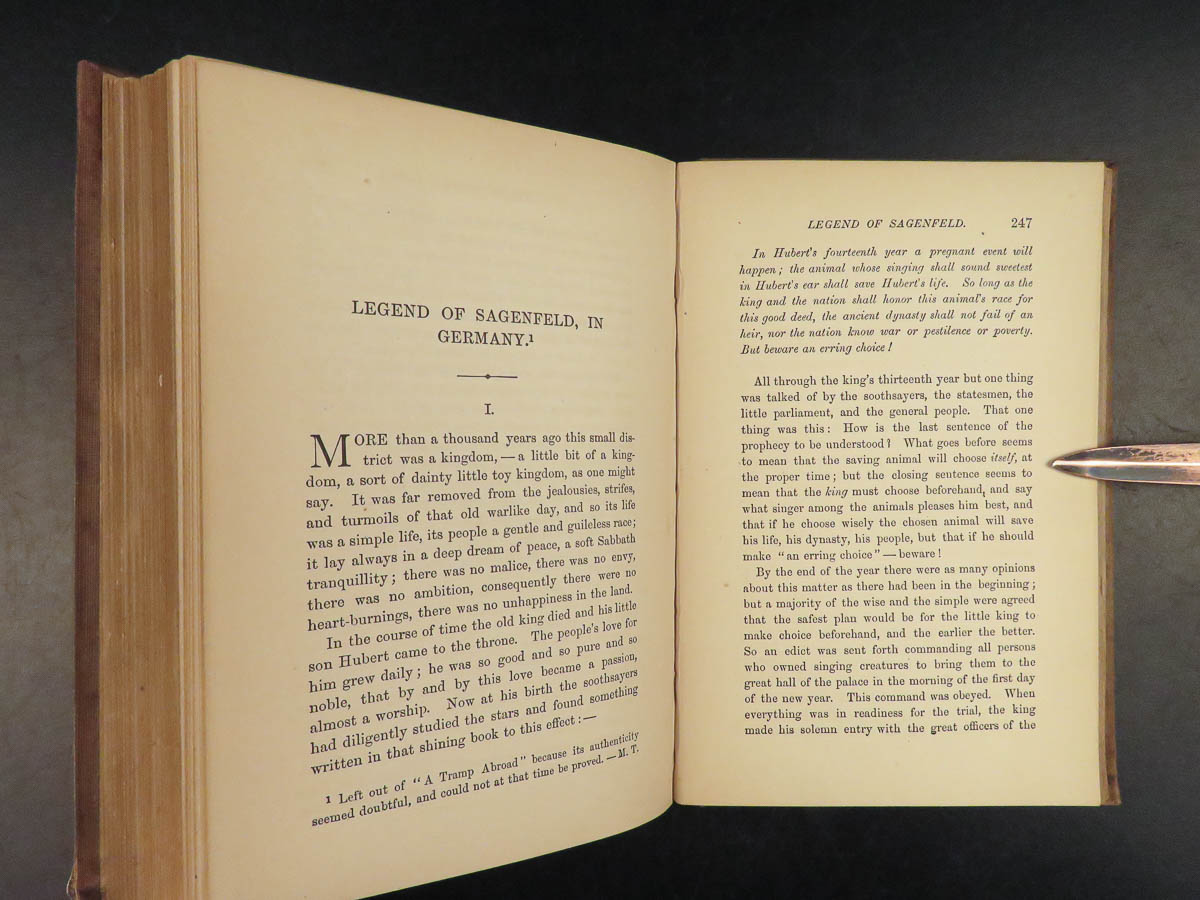 LEGEND OF SAGENFELD, IN
GERMANY.¹
I.
MORE than a thousand years ago this small dis-
trict was a kingdom, — a little bit of a king-
dom, a sort of dainty little toy kingdom, as one might
say. It was far removed from the jealousies, strifes,
and turmoils of that old warlike day, and so its life
was a simple life, its people a gentle and guileless race;
it lay always in a deep dream of peace, a soft Sabbath
tranquillity; there was no malice, there was no envy,
there was no ambition, consequently there were no
heart-burnings, there was no unhappiness in the land.
In the course of time the old king died and his little
son Hubert came to the throne. The people's love for
him grew daily; he was so good and so pure and so
noble, that by and by this love became a passion,
almost a worship. Now at his birth the soothsayers
had diligently studied the stars and found something
written in that shining book to this effect: —
1 Left out of "A Tramp Abroad" because its authenticity
seemed doubtful, and could not at that time be proved. — M. T.
LEGEND OF SAGENFELD. 247
In Hubert's fourteenth year a pregnant event will
happen; the animal whose singing shall sound sweetest
in Hubert's ear shall save Hubert's life. So long as the
king and the nation shall honor this animal's race for
this good deed, the ancient dynasty shall not fail of an
heir, nor the nation know war or pestilence or poverty.
But beware an erring choice!
All through the king's thirteenth year but one thing
was talked of by the soothsayers, the statesmen, the
little parliament, and the general people. That one
thing was this: How is the last sentence of the
prophecy to be understood? What goes before seems
to mean that the saving animal will choose itself, at
the proper time; but the closing sentence seems to
mean that the king must choose beforehand, and say
what singer among the animals pleases him best, and
that if he choose wisely the chosen animal will save
his life, his dynasty, his people, but that if he should
make "an erring choice" — beware!
By the end of the year there were as many opinions
about this matter as there had been in the beginning;
but a majority of the wise and the simple were agreed
that the safest plan would be for the little king to
make choice beforehand, and the earlier the better.
So an edict was sent forth commanding all persons
who owned singing creatures to bring them to the
great hall of the palace in the morning of the first day
of the new year. This command was obeyed. When
everything was in readiness for the trial, the king
made his solemn entry with the great officers of the